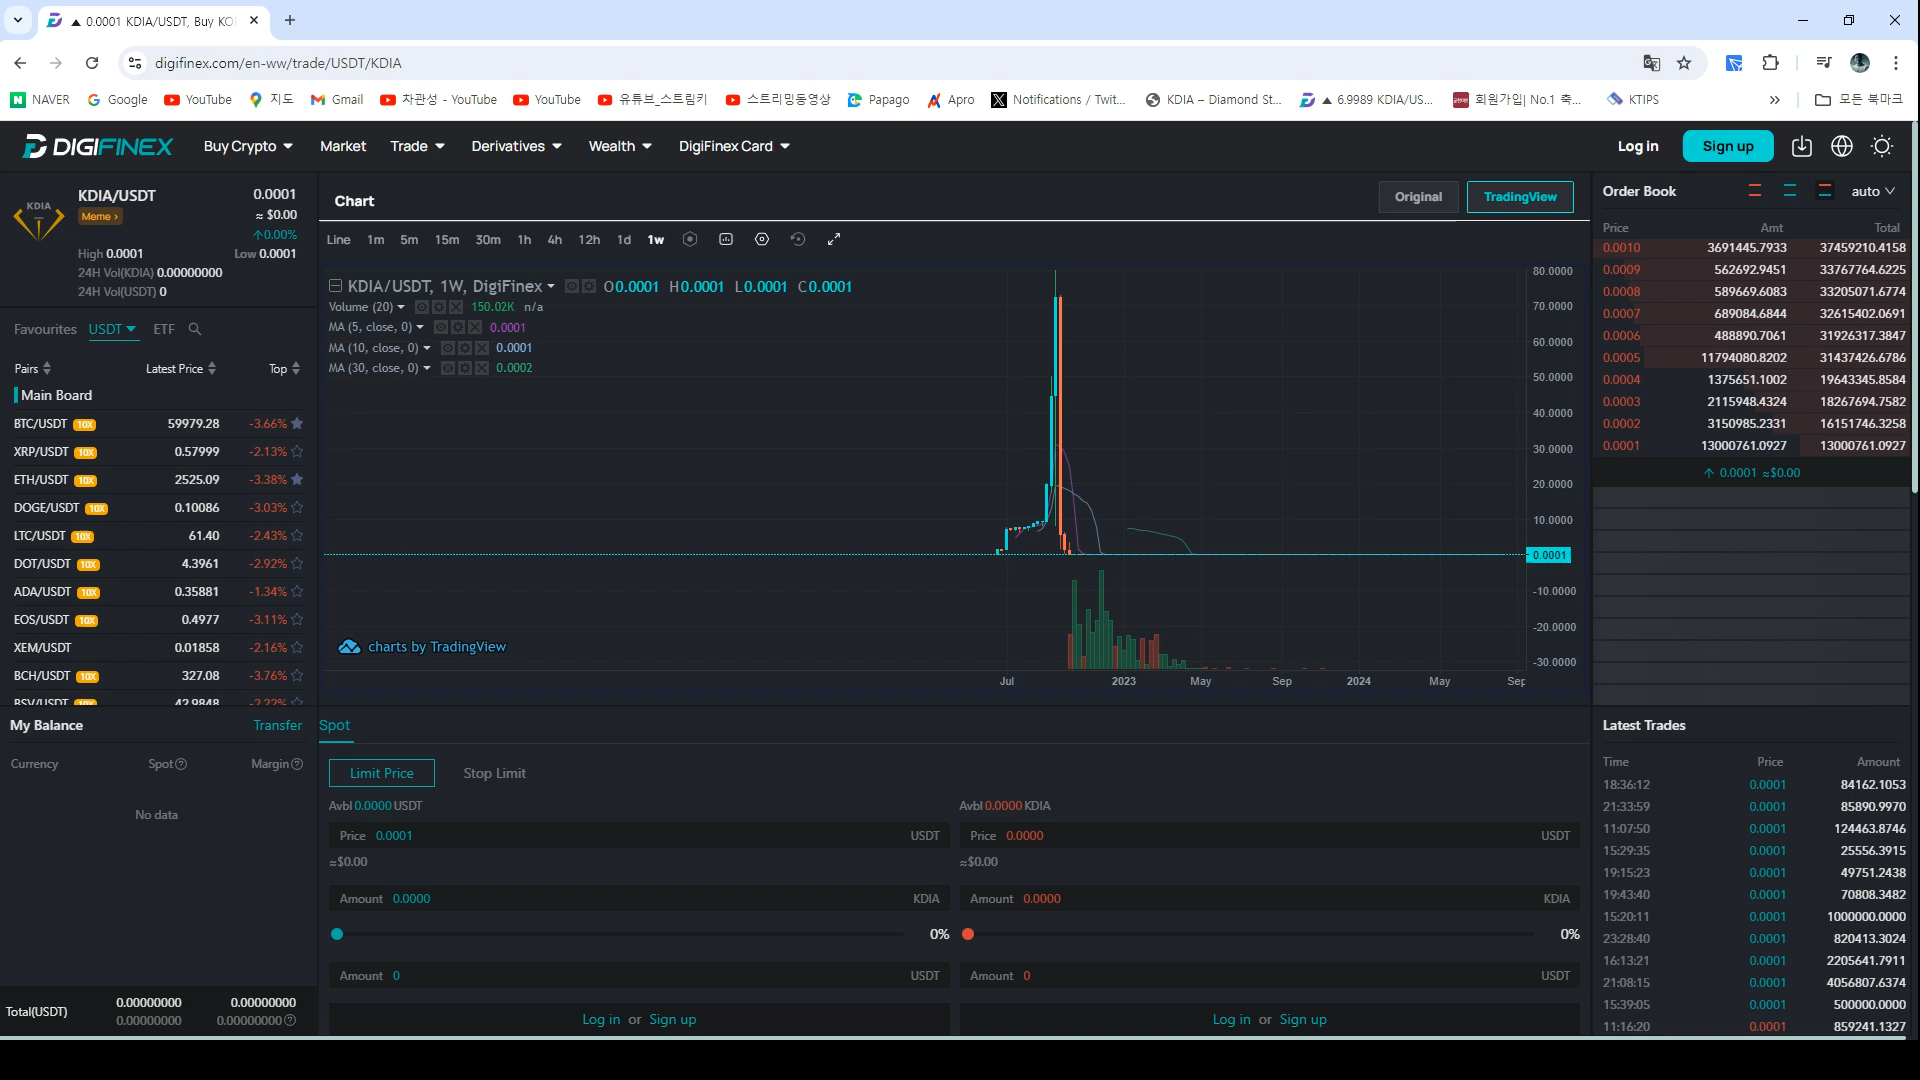 ▲ 0.0001 KDIA/USDT, Buy KO
digifinex.com/en-ww/trade/USDT/KDIA
N NAVER Google YouTube 지도 Gmail 차관성 - YouTube YouTube 유튜브_스트림키 스트리밍동영상 Papago Apro Notifications / Twit... KDIA – Diamond St... ▲ 6.9989 KDIA/US... 회원가입| No.1 축... KTIPS » 모든 북마크
DIGIFINEX Buy Crypto Market Trade Derivatives Wealth DigiFinex Card Log in Sign up
KDIA
KDIA/USDT 0.0001
Meme › ≈ $0.00
↑0.00%
High 0.0001 Low 0.0001
24H Vol(KDIA) 0.00000000
24H Vol(USDT) 0
Favourites USDT ETF
Pairs Latest Price Top
Main Board
BTC/USDT 10X 59979.28 -3.66%
XRP/USDT 10X 0.57999 -2.13%
ETH/USDT 10X 2525.09 -3.38%
DOGE/USDT 10X 0.10086 -3.03%
LTC/USDT 10X 61.40 -2.43%
DOT/USDT 10X 4.3961 -2.92%
ADA/USDT 10X 0.35881 -1.34%
EOS/USDT 10X 0.4977 -3.11%
XEM/USDT 0.01858 -2.16%
BCH/USDT 10X 327.08 -3.76%
BSV/USDT 10X 42.9848 -2.22%
My Balance Transfer
Currency Spot Margin
No data
Total(USDT) 0.00000000 0.00000000
0.00000000 0.00000000
Chart Original TradingView
Line 1m 5m 15m 30m 1h 4h 12h 1d 1w
KDIA/USDT, 1W, DigiFinex O0.0001 H0.0001 L0.0001 C0.0001
Volume (20) 150.02K n/a
MA (5, close, 0) 0.0001
MA (10, close, 0) 0.0001
MA (30, close, 0) 0.0002
80.0000
70.0000
60.0000
50.0000
40.0000
30.0000
20.0000
10.0000
0.0001
-10.0000
-20.0000
-30.0000
charts by TradingView
Jul 2023 May Sep 2024 May Sep
Spot
Limit Price Stop Limit
Avbl 0.0000 USDT Avbl 0.0000 KDIA
Price 0.0001 USDT Price 0.0000 USDT
≈$0.00 ≈$0.00
Amount 0.0000 KDIA Amount 0.0000 KDIA
0% 0%
Amount 0 USDT Amount 0 USDT
Log in or Sign up Log in or Sign up
Order Book auto
Price Amt Total
0.0010 3691445.7933 37459210.4158
0.0009 562692.9451 33767764.6225
0.0008 589669.6083 33205071.6774
0.0007 689084.6844 32615402.0691
0.0006 488890.7061 31926317.3847
0.0005 11794080.8202 31437426.6786
0.0004 1375651.1002 19643345.8584
0.0003 2115948.4324 18267694.7582
0.0002 3150985.2331 16151746.3258
0.0001 13000761.0927 13000761.0927
↑ 0.0001 ≈$0.00
Latest Trades
Time Price Amount
18:36:12 0.0001 84162.1053
21:33:59 0.0001 85890.9970
11:07:50 0.0001 124463.8746
15:29:35 0.0001 25556.3915
19:15:23 0.0001 49751.2438
19:43:40 0.0001 70808.3482
15:20:11 0.0001 1000000.0000
23:28:40 0.0001 820413.3024
16:13:21 0.0001 2205641.7911
21:08:15 0.0001 4056807.6374
15:39:05 0.0001 500000.0000
11:16:20 0.0001 859241.1327